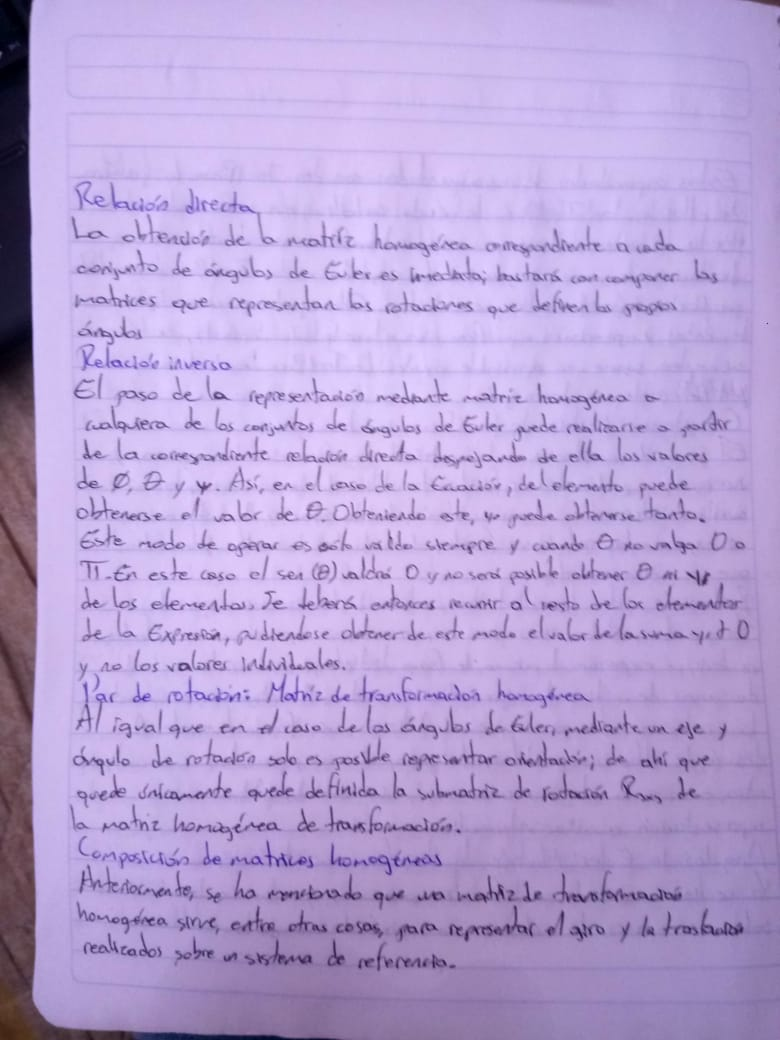 Relación directa
La obtención de la matríz homogénea correspondiente a cada
conjunto de ángulos de Euler es imediata; bastará con componer las
matrices que representan las rotaciones que definen los propios
ángulos
Relación inversa
El paso de la representación mediante matriz homogénea a
cualquiera de los conjuntos de ángulos de Euler puede realizarse a partir
de la correspondiente relación directa despejando de ella los valores
de Ø, θ y ψ. Así, en el caso de la Ecuación, del elemento puede
obtenerse el valor de θ. Obteniendo este, ya puede obtenerse tanto.
Este modo de operar es sólo valido siempre y cuando θ no valga 0 o
π. En este caso el sen (θ) valdrá 0 y no será posible obtener θ ni ψ
de los elementos. Se deberá entonces recurrir al resto de los elementos
de la Expresión, pudiendose obtener de este modo el valor de la suma ψ + θ
y no los valores individuales.
Par de rotación: Matriz de transformación homogénea
Al igual que en el caso de los ángulos de Euler, mediante un eje y
ángulo de rotación solo es posible representar orientación; de ahí que
quede únicamente quede definida la submatriz de rotación de
la matriz homogénea de transformación.
Composición de matrices homogéneas
Anteriormente, se ha mencionado que una matriz de transformación
homogénea sirve, entre otras cosas, para representar el giro y la traslación
realizados sobre un sistema de referencia.